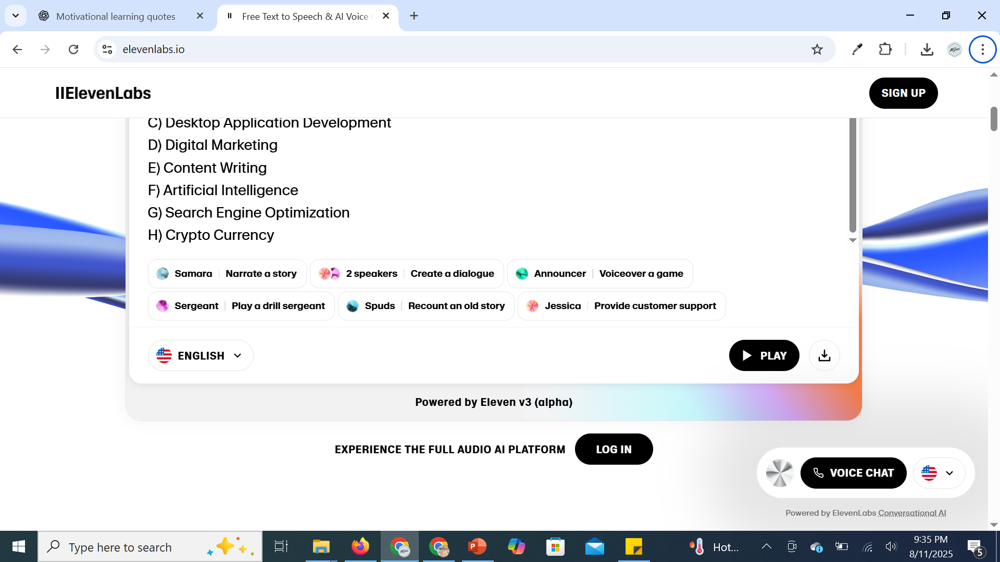 Motivational learning quotes
Free Text to Speech & AI Voice
elevenlabs.io
IIElevenLabs
SIGN UP
C) Desktop Application Development
D) Digital Marketing
E) Content Writing
F) Artificial Intelligence
G) Search Engine Optimization
H) Crypto Currency
Samara Narrate a story 2 speakers Create a dialogue Announcer Voiceover a game
Sergeant Play a drill sergeant Spuds Recount an old story Jessica Provide customer support
ENGLISH PLAY
Powered by Eleven v3 (alpha)
EXPERIENCE THE FULL AUDIO AI PLATFORM LOG IN
VOICE CHAT
Powered by ElevenLabs Conversational AI
Type here to search
Hot...
9:35 PM
8/11/2025
5